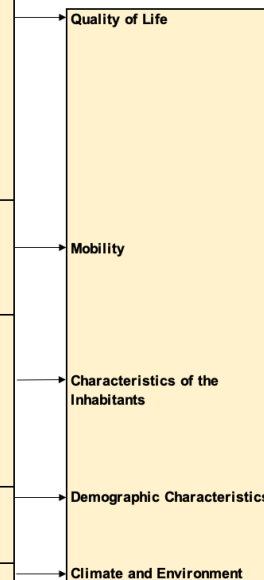 Quality of Life
Mobility
Characteristics of the
Inhabitants
Demographic Characteristics
Climate and Environment